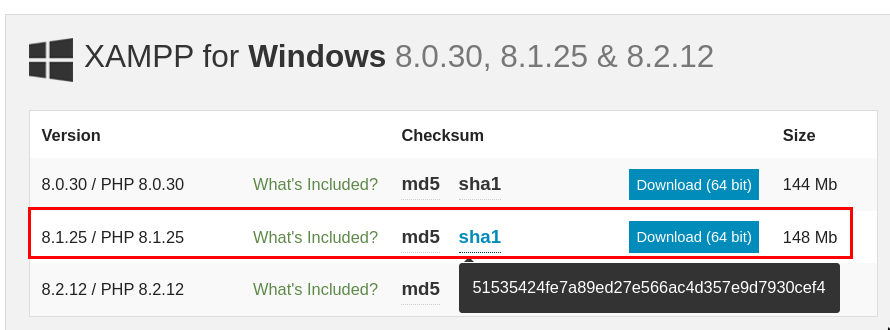 XAMPP for Windows 8.0.30, 8.1.25 & 8.2.12
Version Checksum Size
8.0.30 / PHP 8.0.30 What's Included? md5 sha1 Download (64 bit) 144 Mb
8.1.25 / PHP 8.1.25 What's Included? md5 sha1 Download (64 bit) 148 Mb
8.2.12 / PHP 8.2.12 What's Included? md5 51535424fe7a89ed27e566ac4d357e9d7930cef4